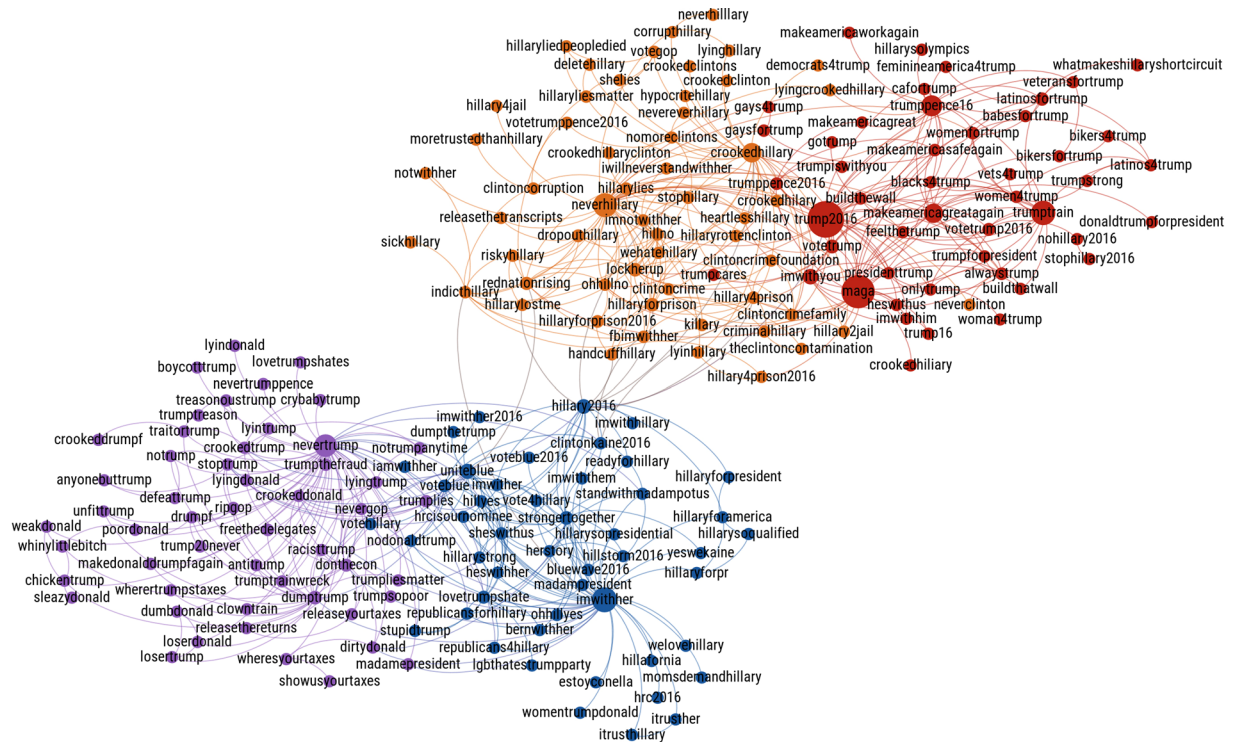 neverhilllary
corrupthillary
makeamericaworkagain
hillaryliedpeopledied
votegop
lyinghillary
hillarysolympics
deletehillary
crookedclintons
democrats4trump
feminineamerica4trump
whatmakeshillaryshortcircuit
shelies
crookedclinton
veteransfortrump
hillaryliesmatter
hypocritehillary
lyingcrookedhillary
cafortrump
latinosfortrump
hillary4jail
nevereverhillary
gays4trump
trumppence16
babesfortrump
votetrumppence2016
nomoreclintons
gaysfortrump
makeamericagreat
womenfortrump
bikers4trump
moretrustedthanhillary
gotrump
crookedhillaryclinton
crookedhillary
makeamericasafeagain
bikersfortrump
latinos4trump
notwithher
iwillneverstandwithher
trumpiswithyou
vets4trump
trumpstrong
clintoncorruption
hillarylies
trumppence2016
blacks4trump
women4trump
stophillary
crookedhilary
buildthewall
neverhillary
releasethetranscripts
imnotwithher
heartlesshillary
trump2016
makeamericagreatagain
trumptrain
donaldtrumpforpresident
sickhillary
dropouthillary
hillno
hillaryrottenclinton
feelthetrump
votetrump2016
nohillary2016
riskyhillary
wehatehillary
votetrump
clintoncrimefoundation
trumpforpresident
stophillary2016
lockherup
trumpcares
imwithyou
presidenttrump
alwaystrump
rednationrising
ohhillno
clintoncrime
maga
onlytrump
buildthatwall
indicthillary
hillarylostme
hillaryforprison
hillary4prison
heswithus
neverclinton
hillaryforprison2016
killary
clintoncrimefamily
imwithhim
woman4trump
fbimwithher
criminalhillary
hillary2jail
trump16
handcuffhillary
lyinhillary
theclintoncontamination
crookedhiliary
hillary4prison2016
lyindonald
boycotttrump
lovetrumpshates
nevertrumppence
treasonoustrump
crybabytrump
hillary2016
trumptreason
imwithher2016
imwithhillary
traitortrump
lyintrump
dumpthetrump
crookeddrumpf
crookedtrump
nevertrump
notrumpanytime
clintonkaine2016
notrump
stoptrump
trumpthefraud
iamwither
uniteblue
voteblue2016
readyforhillary
anyonebuttrump
lyingdonald
lyingtrump
voteblue
imwither
imwiththem
hillaryforpresident
defeattrump
crookeddonald
trumplies
hillyes
vote4hillary
standwithmadampotus
unfittrump
drumpf
ripgop
nevergop
hrcisournominee
strongertogether
hillaryforamerica
weakdonald
poordonald
freethedelegates
votehillary
sheswithus
hillarysopresidential
hillarysoqualified
whinylittlebitch
trump20never
racisttrump
nodonaldtrump
herstory
hillstorm2016
yeswekaine
makedonalddrumpfagain
antitrump
donthecon
hillarystrong
bluewave2016
hillaryforpr
chickentrump
trumptrainwreck
trumpliesmatter
heswithher
madampresident
sleazydonald
wheretrumpstaxes
dumptrump
trumpsopoor
lovetrumpshate
imwithher
dumbdonald
clowntrain
releaseyourtaxes
republicansforhillary
ohhillyes
releasethereturns
stupidtrump
bernwithher
loserdonald
dirtydonald
republicans4hillary
welovehillary
losertrump
wheresyourtaxes
madamepresident
lgbthatestrumpparty
hillafornia
showusyourtaxes
estoyconella
momsdemandhillary
hrc2016
womentrumpdonald
itrusther
itrusthillary